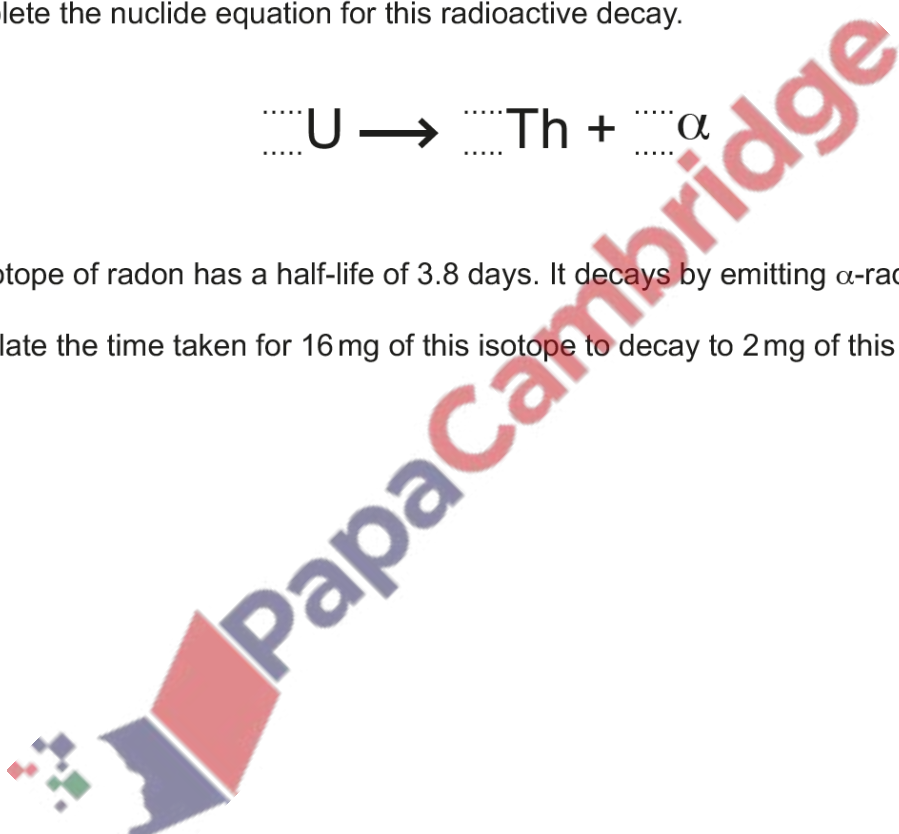 lete the nuclide equation for this radioactive decay.
..... U ⟶ ..... Th + ..... α
..... ..... .....
otope of radon has a half-life of 3.8 days. It decays by emitting α-rad
late the time taken for 16 mg of this isotope to decay to 2 mg of this
PapaCambridge